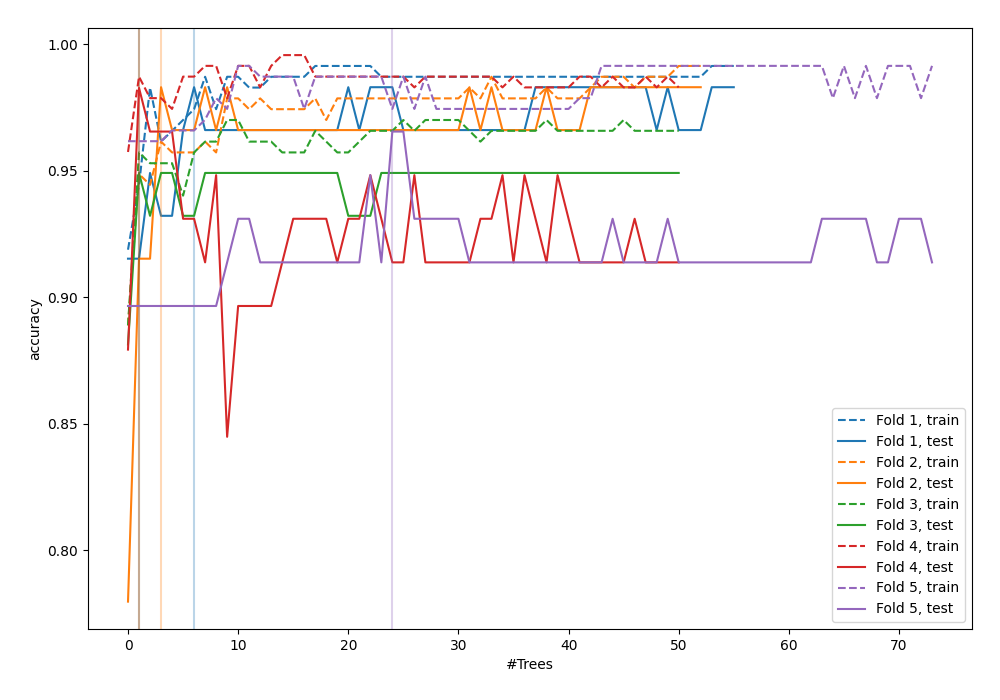 1.00
0.95
0.90
0.85
0.80
accuracy
0 10 20 30 40 50 60 70
#Trees
Fold 1, train
Fold 1, test
Fold 2, train
Fold 2, test
Fold 3, train
Fold 3, test
Fold 4, train
Fold 4, test
Fold 5, train
Fold 5, test